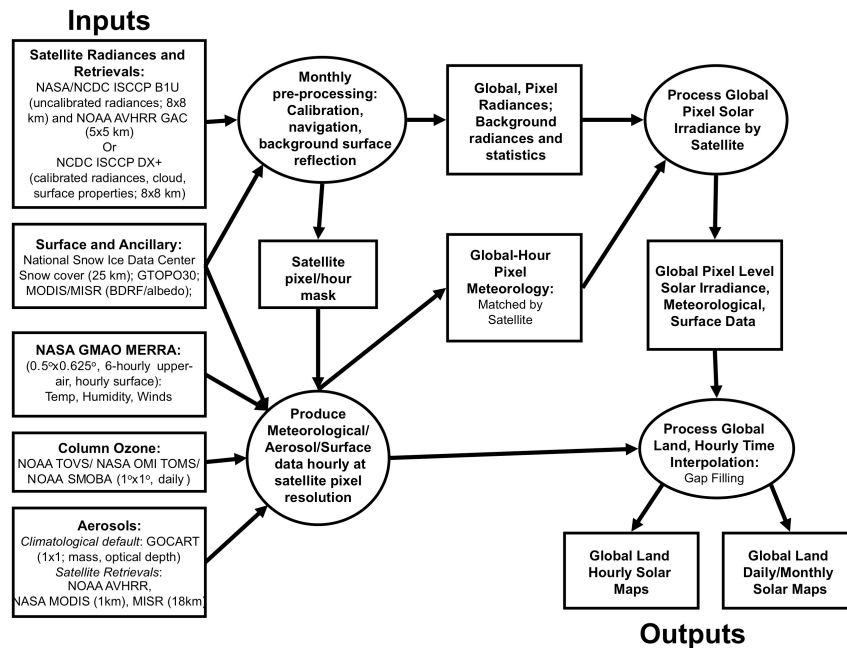 Inputs
Satellite Radiances and
Retrievals:
NASA/NCDC ISCCP B1U
(uncalibrated radiances; 8x8
km) and NOAA AVHRR GAC
(5x5 km)
Or
NCDC ISCCP DX+
(calibrated radiances, cloud,
surface properties; 8x8 km)
Monthly
pre-processing:
Calibration,
navigation,
background surface
reflection
Global, Pixel
Radiances;
Background
radiances and
statistics
Process Global
Pixel Solar
Irradiance by
Satellite
Surface and Ancillary:
National Snow Ice Data Center
Snow cover (25 km); GTOPO30;
MODIS/MISR (BDRF/albedo);
Satellite
pixel/hour
mask
Global-Hour
Pixel
Meteorology:
Matched by
Satellite
Global Pixel Level
Solar Irradiance,
Meteorological,
Surface Data
NASA GMAO MERRA:
(0.5ºx0.625º, 6-hourly upper-
air, hourly surface):
Temp, Humidity, Winds
Produce
Meteorological/
Aerosol/Surface
data hourly at
satellite pixel
resolution
Process Global
Land, Hourly Time
Interpolation:
Gap Filling
Column Ozone:
NOAA TOVS/ NASA OMI TOMS/
NOAA SMOBA (1ºx1º, daily)
Aerosols:
Climatological default: GOCART
(1x1; mass, optical depth)
Satellite Retrievals:
NOAA AVHRR,
NASA MODIS (1km), MISR (18km)
Global Land
Hourly Solar
Maps
Global Land
Daily/Monthly
Solar Maps
Outputs